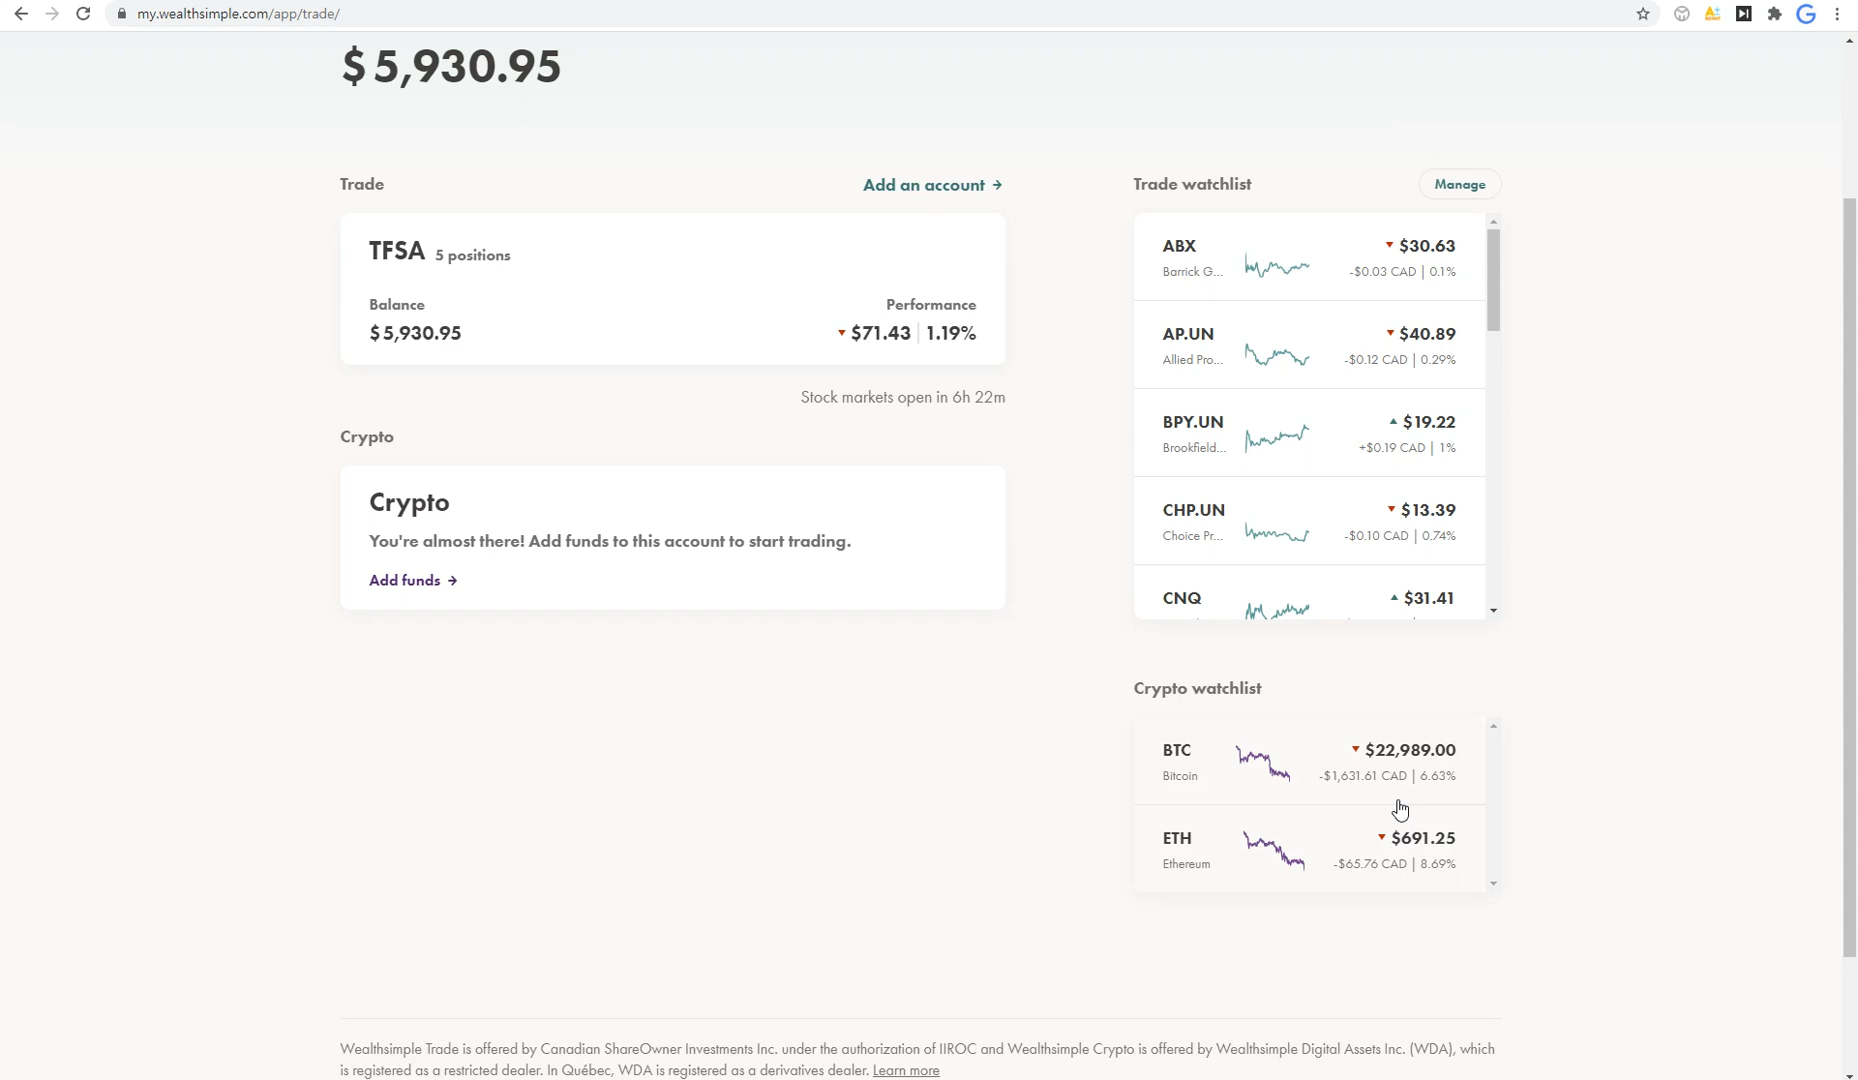 my.wealthsimple.com/app/trade/
$5,930.95
Trade
Add an account
TFSA 5 positions
Balance
Performance
$5,930.95
$71.43 | 1.19%
Stock markets open in 6h 22m
Crypto
Crypto
You're almost there! Add funds to this account to start trading.
Add funds
Trade watchlist
Manage
ABX
$30.63
Barrick G...
-$0.03 CAD | 0.1%
AP.UN
$40.89
Allied Pro...
-$0.12 CAD | 0.29%
BPY.UN
$19.22
Brookfield...
+$0.19 CAD | 1%
CHP.UN
$13.39
Choice Pr...
-$0.10 CAD | 0.74%
CNQ
$31.41
Crypto watchlist
BTC
$22,989.00
Bitcoin
-$1,631.61 CAD | 6.63%
ETH
$691.25
Ethereum
-$65.76 CAD | 8.69%
Wealthsimple Trade is offered by Canadian ShareOwner Investments Inc. under the authorization of IIROC and Wealthsimple Crypto is offered by Wealthsimple Digital Assets Inc. (WDA), which
is registered as a restricted dealer. In Québec, WDA is registered as a derivatives dealer. Learn more